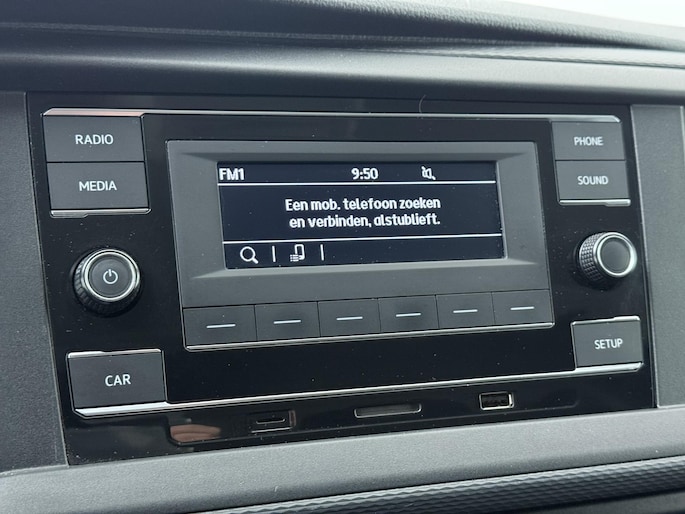 RADIO
MEDIA
CAR
FM1 9:50
Een mob. telefoon zoeken
en verbinden, alstublieft.
PHONE
SOUND
SETUP